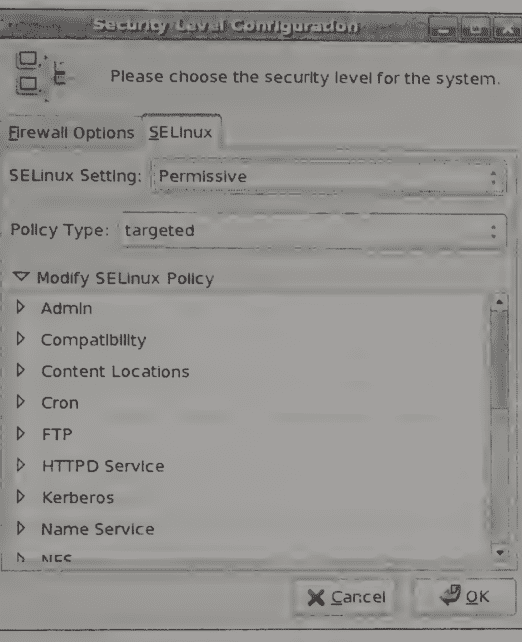 Security Level Configuration
Please choose the security level for the system.
Firewall Options SELinux
SELinux Setting: Permissive
Policy Type: targeted
Modify SELinux Policy
Admin
Compatibility
Content Locations
Cron
FTP
HTTPD Service
Kerberos
Name Service
NFS
Cancel OK